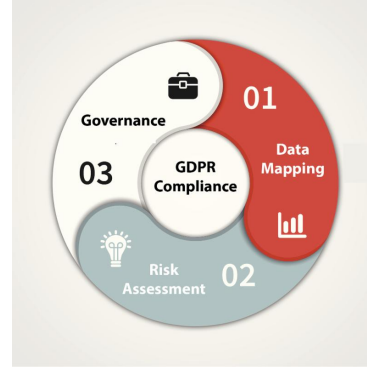 01
Data
Mapping
GDPR
Compliance
02
Risk
Assessment
Governance
03